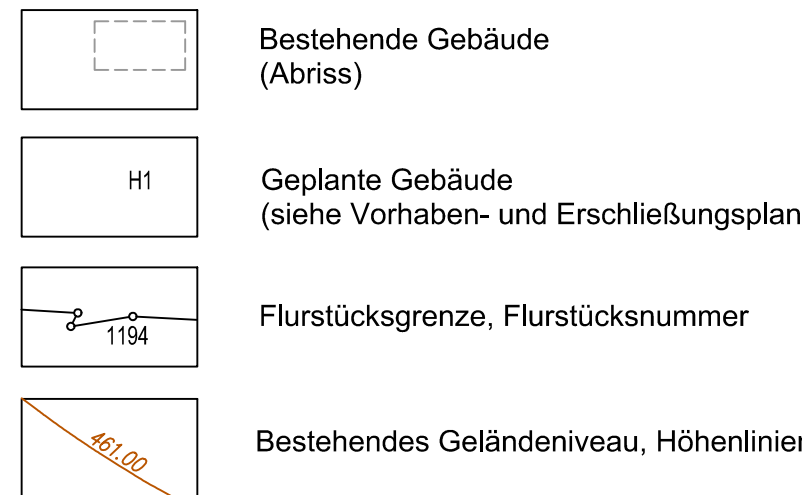 Bestehende Gebäude
(Abriss)
H1
Geplante Gebäude
(siehe Vorhaben- und Erschließungsplan
1194
Flurstücksgrenze, Flurstücksnummer
461.00
Bestehendes Geländeniveau, Höhenlinien